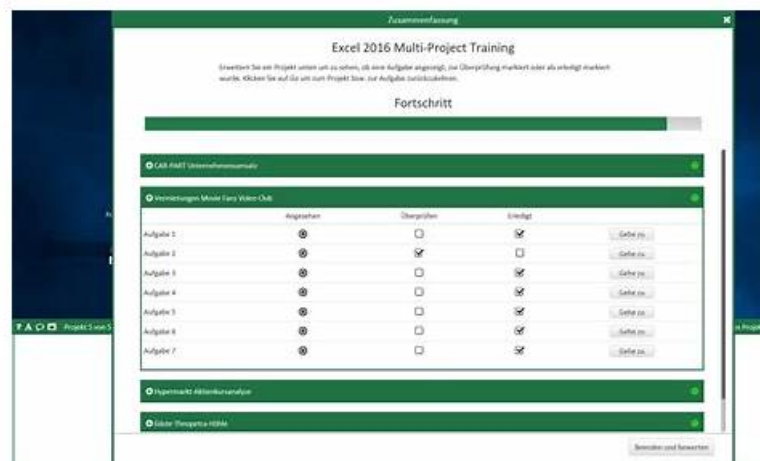 Zusammenfassung
Excel 2016 Multi-Project Training
Erweitern Sie ein Projekt unten um zu sehen, ob eine Aufgabe angezeigt, zur Überprüfung markiert oder als erledigt markiert
wurde. Klicken Sie auf Go um zum Projekt bzw. zur Aufgabe zurückzukehren.
Fortschritt
CAR-PART Unternehmensumsatz
Vermietungen Movie Fans Video Club
Angesehen Überprüfen Erledigt
Aufgabe 1 Gehe zu
Aufgabe 2 Gehe zu
Aufgabe 3 Gehe zu
Aufgabe 4 Gehe zu
Aufgabe 5 Gehe zu
Aufgabe 6 Gehe zu
Aufgabe 7 Gehe zu
Projekt 5 von 5
Hypermarkt Aktienkursanalyse
Gäste Theopetra-Höhle
Beenden und bewerten